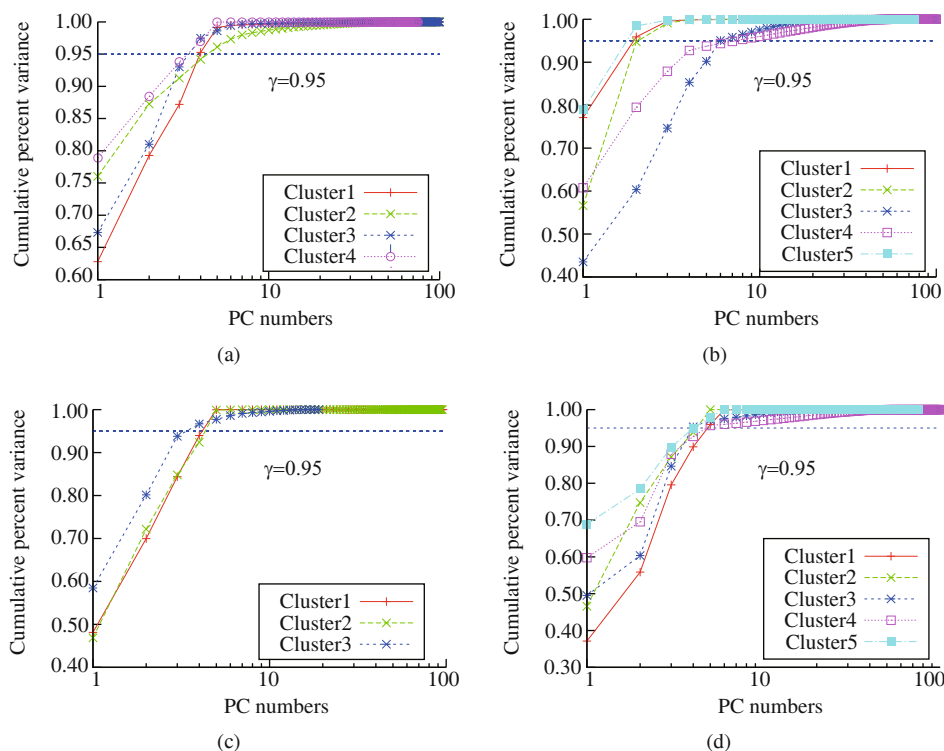 1.00
0.95
0.90
0.85
0.80
0.75
0.70
0.65
0.60
Cumulative percent variance
γ=0.95
Cluster1
Cluster2
Cluster3
Cluster4
1 10 100
PC numbers
(a)
1.00
0.90
0.80
0.70
0.60
0.50
0.40
Cumulative percent variance
γ=0.95
Cluster1
Cluster2
Cluster3
Cluster4
Cluster5
1 10 100
PC numbers
(b)
1.00
0.90
0.80
0.70
0.60
0.50
0.40
Cumulative percent variance
γ=0.95
Cluster1
Cluster2
Cluster3
1 10 100
PC numbers
(c)
1.00
0.90
0.80
0.70
0.60
0.50
0.40
0.30
Cumulative percent variance
γ=0.95
Cluster1
Cluster2
Cluster3
Cluster4
Cluster5
1 10 100
PC numbers
(d)